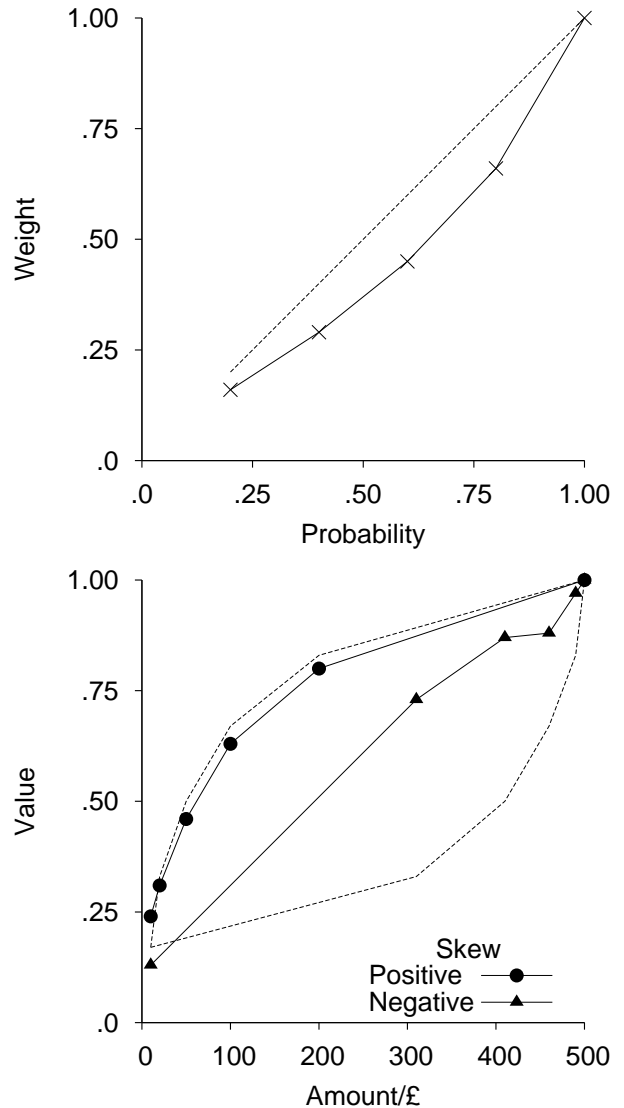 1.00
.75
Weight
.50
.25
.0
.0 .25 .50 .75 1.00
Probability
1.00
.75
Value
.50
.25
.0
Skew
Positive
Negative
0 100 200 300 400 500
Amount/£